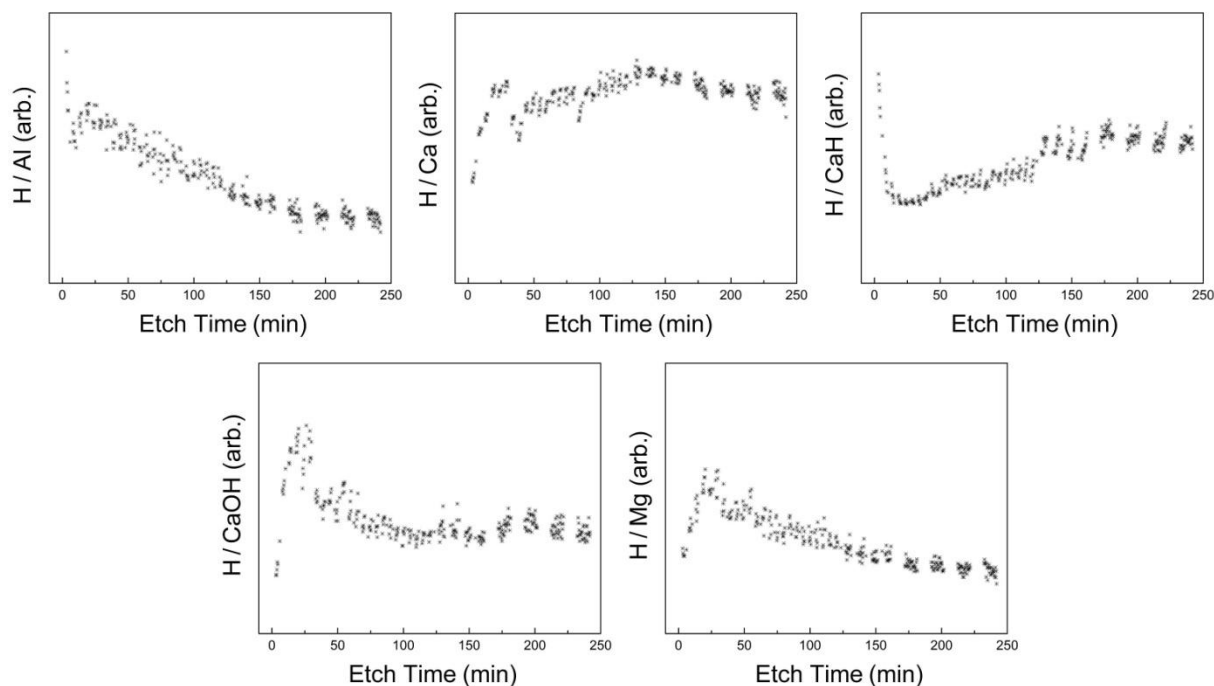 H / Al (arb.)
0 50 100 150 200 250
Etch Time (min)
H / Ca (arb.)
0 50 100 150 200 250
Etch Time (min)
H / CaH (arb.)
0 50 100 150 200 250
Etch Time (min)
H / CaOH (arb.)
0 50 100 150 200 250
Etch Time (min)
H / Mg (arb.)
0 50 100 150 200 250
Etch Time (min)